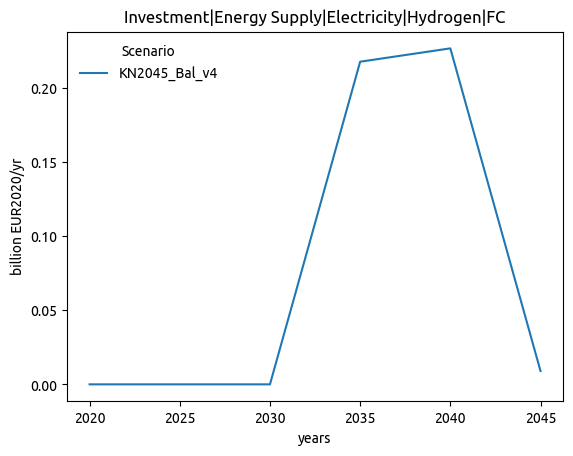 Investment|Energy Supply|Electricity|Hydrogen|FC
Scenario
KN2045_Bal_v4
billion EUR2020/yr
0.20
0.15
0.10
0.05
0.00
2020 2025 2030 2035 2040 2045
years